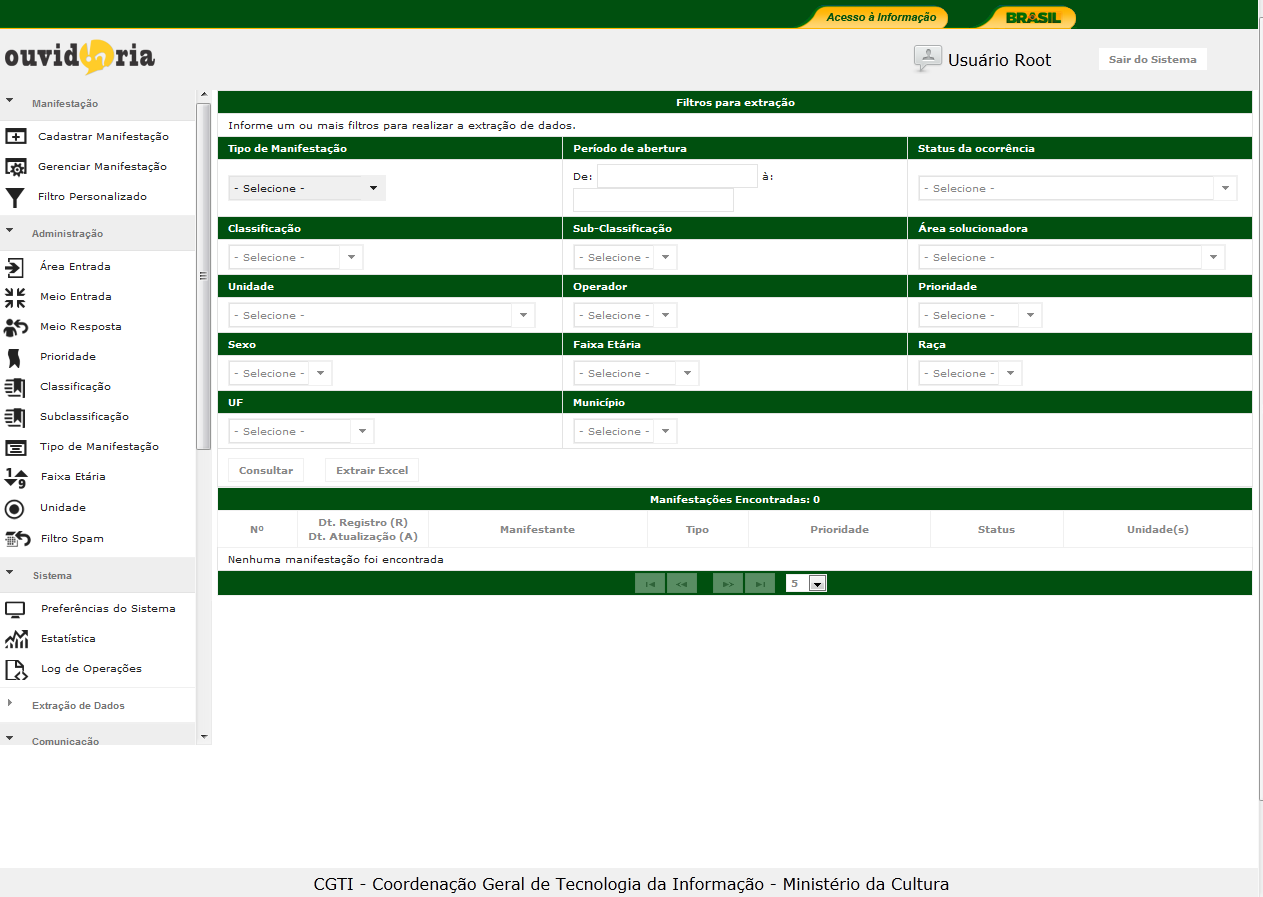 Acesso à Informação
BRASIL
ouvidoria
Usuário Root
Sair do Sistema
Manifestação
Cadastrar Manifestação
Gerenciar Manifestação
Filtro Personalizado
Administração
Área Entrada
Meio Entrada
Meio Resposta
Prioridade
Classificação
Subclassificação
Tipo de Manifestação
Faixa Etária
Unidade
Filtro Spam
Sistema
Preferências do Sistema
Estatística
Log de Operações
Extração de Dados
Comunicação
Filtros para extração
Informe um ou mais filtros para realizar a extração de dados.
Tipo de Manifestação Período de abertura Status da ocorrência
- Selecione - De: à: - Selecione -
Classificação Sub-Classificação Área solucionadora
- Selecione - - Selecione - - Selecione -
Unidade Operador Prioridade
- Selecione - - Selecione - - Selecione -
Sexo Faixa Etária Raça
- Selecione - - Selecione - - Selecione -
UF Município
- Selecione - - Selecione -
Consultar Extrair Excel
Manifestações Encontradas: 0
Nº Dt. Registro (R) Manifestante Tipo Prioridade Status Unidade(s)
Dt. Atualização (A)
Nenhuma manifestação foi encontrada
5
CGTI - Coordenação Geral de Tecnologia da Informação - Ministério da Cultura